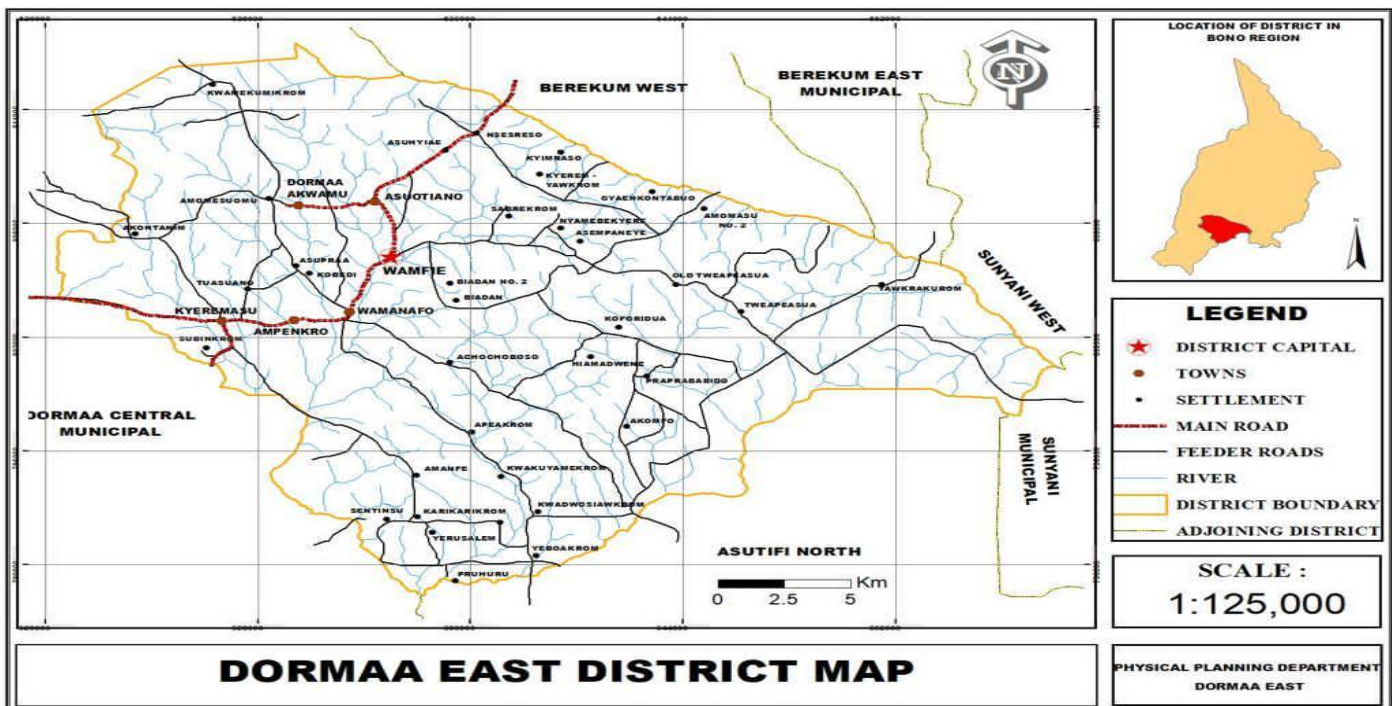 BEREKUM WEST
BEREKUM EAST
MUNICIPAL
N
KWAMEKUMIKROM
NSESRESO
ASUHYIAE
KYIMBASO
KYEREM -
YAWKROM
DORMAA
AKWAMU
ASUOTIANO
AMOMESUOMU
GYAENKONTABUO
SABREKROM
AMOMASU
NO. 2
NYAMEBEKYERE
ASEMPANEYE
AKONTANIM
ASUPRAA
KOBEDI
WAMFIE
TUASUANO
BIADAN NO. 2
BIADAN
OLD TWEAPEASUA
YAWKRAKUROM
SUNYANI WEST
KYEREMASU
WAMANAFO
TWEAPEASUA
AMPENKRO
KOFORIDUA
SUBINKROM
ACHOCHOBOSO
HIAMADWENE
PRAPRABABIDO
DORMAA CENTRAL
MUNICIPAL
APEAKROM
AKOMFO
SUNYANI
MUNICIPAL
AMANFE
KWAKUYAMEKROM
SENTINSU
KARIKARIKROM
KWADWOSIAWKROM
YERUSALEM
YEBOAKROM
PRUHURU
ASUTIFI NORTH
Km
0 2.5 5
LOCATION OF DISTRICT IN
BONO REGION
N
LEGEND
DISTRICT CAPITAL
TOWNS
SETTLEMENT
MAIN ROAD
FEEDER ROADS
RIVER
DISTRICT BOUNDARY
ADJOINING DISTRICT
SCALE :
1:125,000
DORMAA EAST DISTRICT MAP
PHYSICAL PLANNING DEPARTMENT
DORMAA EAST